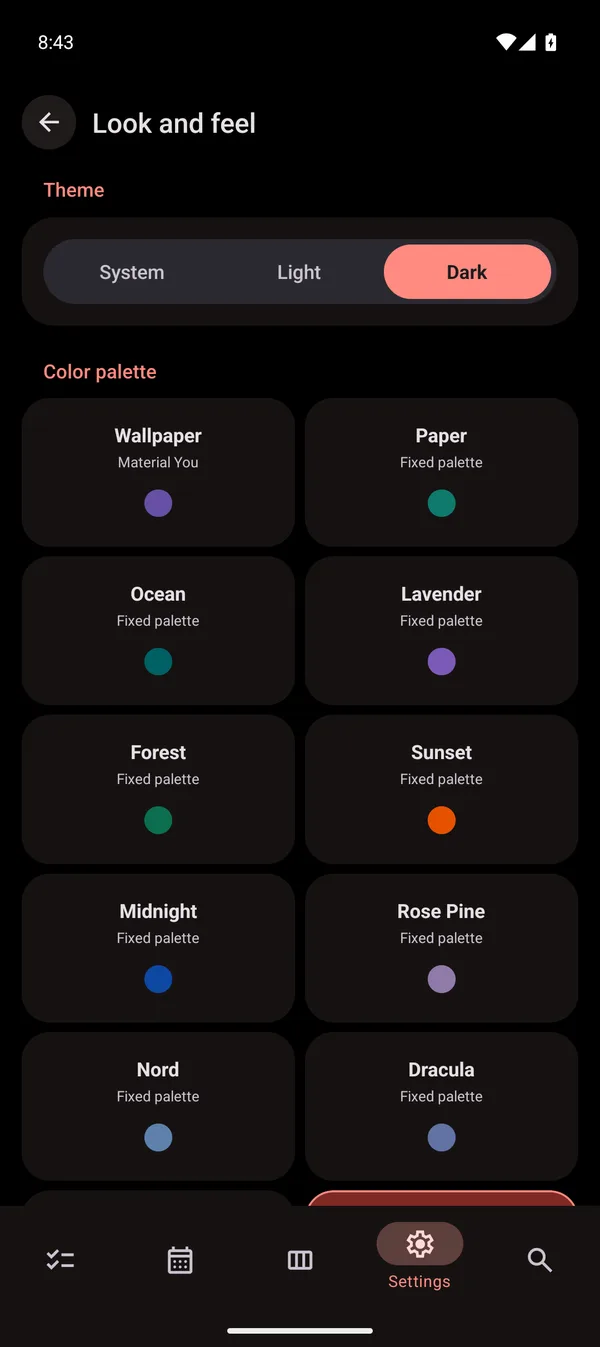 8:43
Look and feel
Theme
System
Light
Dark
Color palette
Wallpaper
Material You
Paper
Fixed palette
Ocean
Fixed palette
Lavender
Fixed palette
Forest
Fixed palette
Sunset
Fixed palette
Midnight
Fixed palette
Rose Pine
Fixed palette
Nord
Fixed palette
Dracula
Fixed palette
Settings